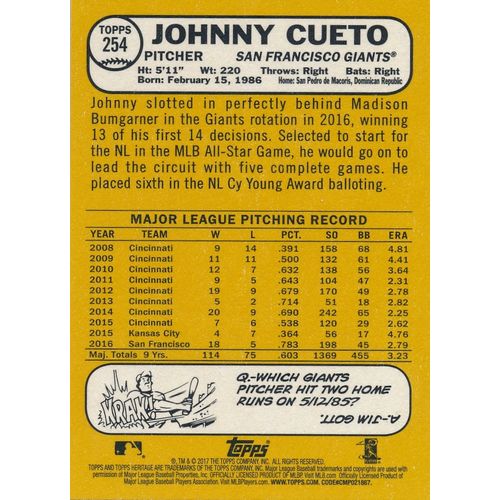 TOPPS
254
JOHNNY CUETO
PITCHER SAN FRANCISCO GIANTS®
Ht: 5'11" Wt: 220 Throws: Right Bats: Right
Born: February 15, 1986 Home: San Pedro de Macoris, Dominican Republic
Johnny slotted in perfectly behind Madison
Bumgarner in the Giants rotation in 2016, winning
13 of his first 14 decisions. Selected to start for
the NL in the MLB All-Star Game, he would go on to
lead the circuit with five complete games. He
placed sixth in the NL Cy Young Award balloting.
MAJOR LEAGUE PITCHING RECORD
YEAR TEAM W L PCT. SO BB ERA
2008 Cincinnati 9 14 .391 158 68 4.81
2009 Cincinnati 11 11 .500 132 61 4.41
2010 Cincinnati 12 7 .632 138 56 3.64
2011 Cincinnati 9 5 .643 104 47 2.31
2012 Cincinnati 19 9 .679 170 49 2.78
2013 Cincinnati 5 2 .714 51 18 2.82
2014 Cincinnati 20 9 .690 242 65 2.25
2015 Cincinnati 7 6 .538 120 29 2.62
2015 Kansas City 4 7 .364 56 17 4.76
2016 San Francisco 18 5 .783 198 45 2.79
Maj. Totals 9 Yrs. 114 75 .603 1369 455 3.23
KRAK!
Q.-WHICH GIANTS
PITCHER HIT TWO HOME
RUNS ON 5/12/85?
A.-JIM GOTT.
Topps
®, TM & © 2017 THE TOPPS COMPANY, INC. ALL RIGHTS RESERVED.
TOPPS AND TOPPS HERITAGE ARE TRADEMARKS OF THE TOPPS COMPANY, INC. Major League Baseball trademarks and copyrights are used with
permission of Major League Baseball Properties, Inc. OFFICIALLY LICENSED PRODUCT OF MLBP. Visit MLB.com. Officially Licensed Product of
Major League Baseball Players Association. Visit MLBPlayers.com. WWW.TOPPS.COM. CODE#CMP021867.